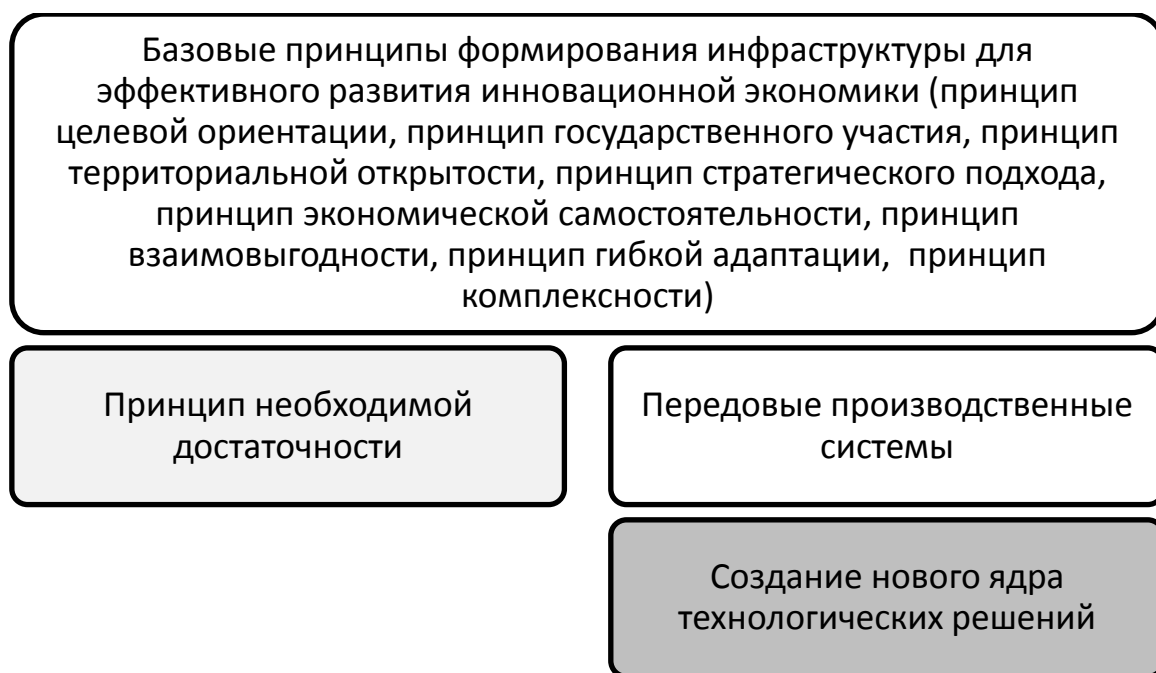 Базовые принципы формирования инфраструктуры для
эффективного развития инновационной экономики (принцип
целевой ориентации, принцип государственного участия, принцип
территориальной открытости, принцип стратегического подхода,
принцип экономической самостоятельности, принцип
взаимовыгодности, принцип гибкой адаптации, принцип
комплексности)
Принцип необходимой
достаточности
Передовые производственные
системы
Создание нового ядра
технологических решений